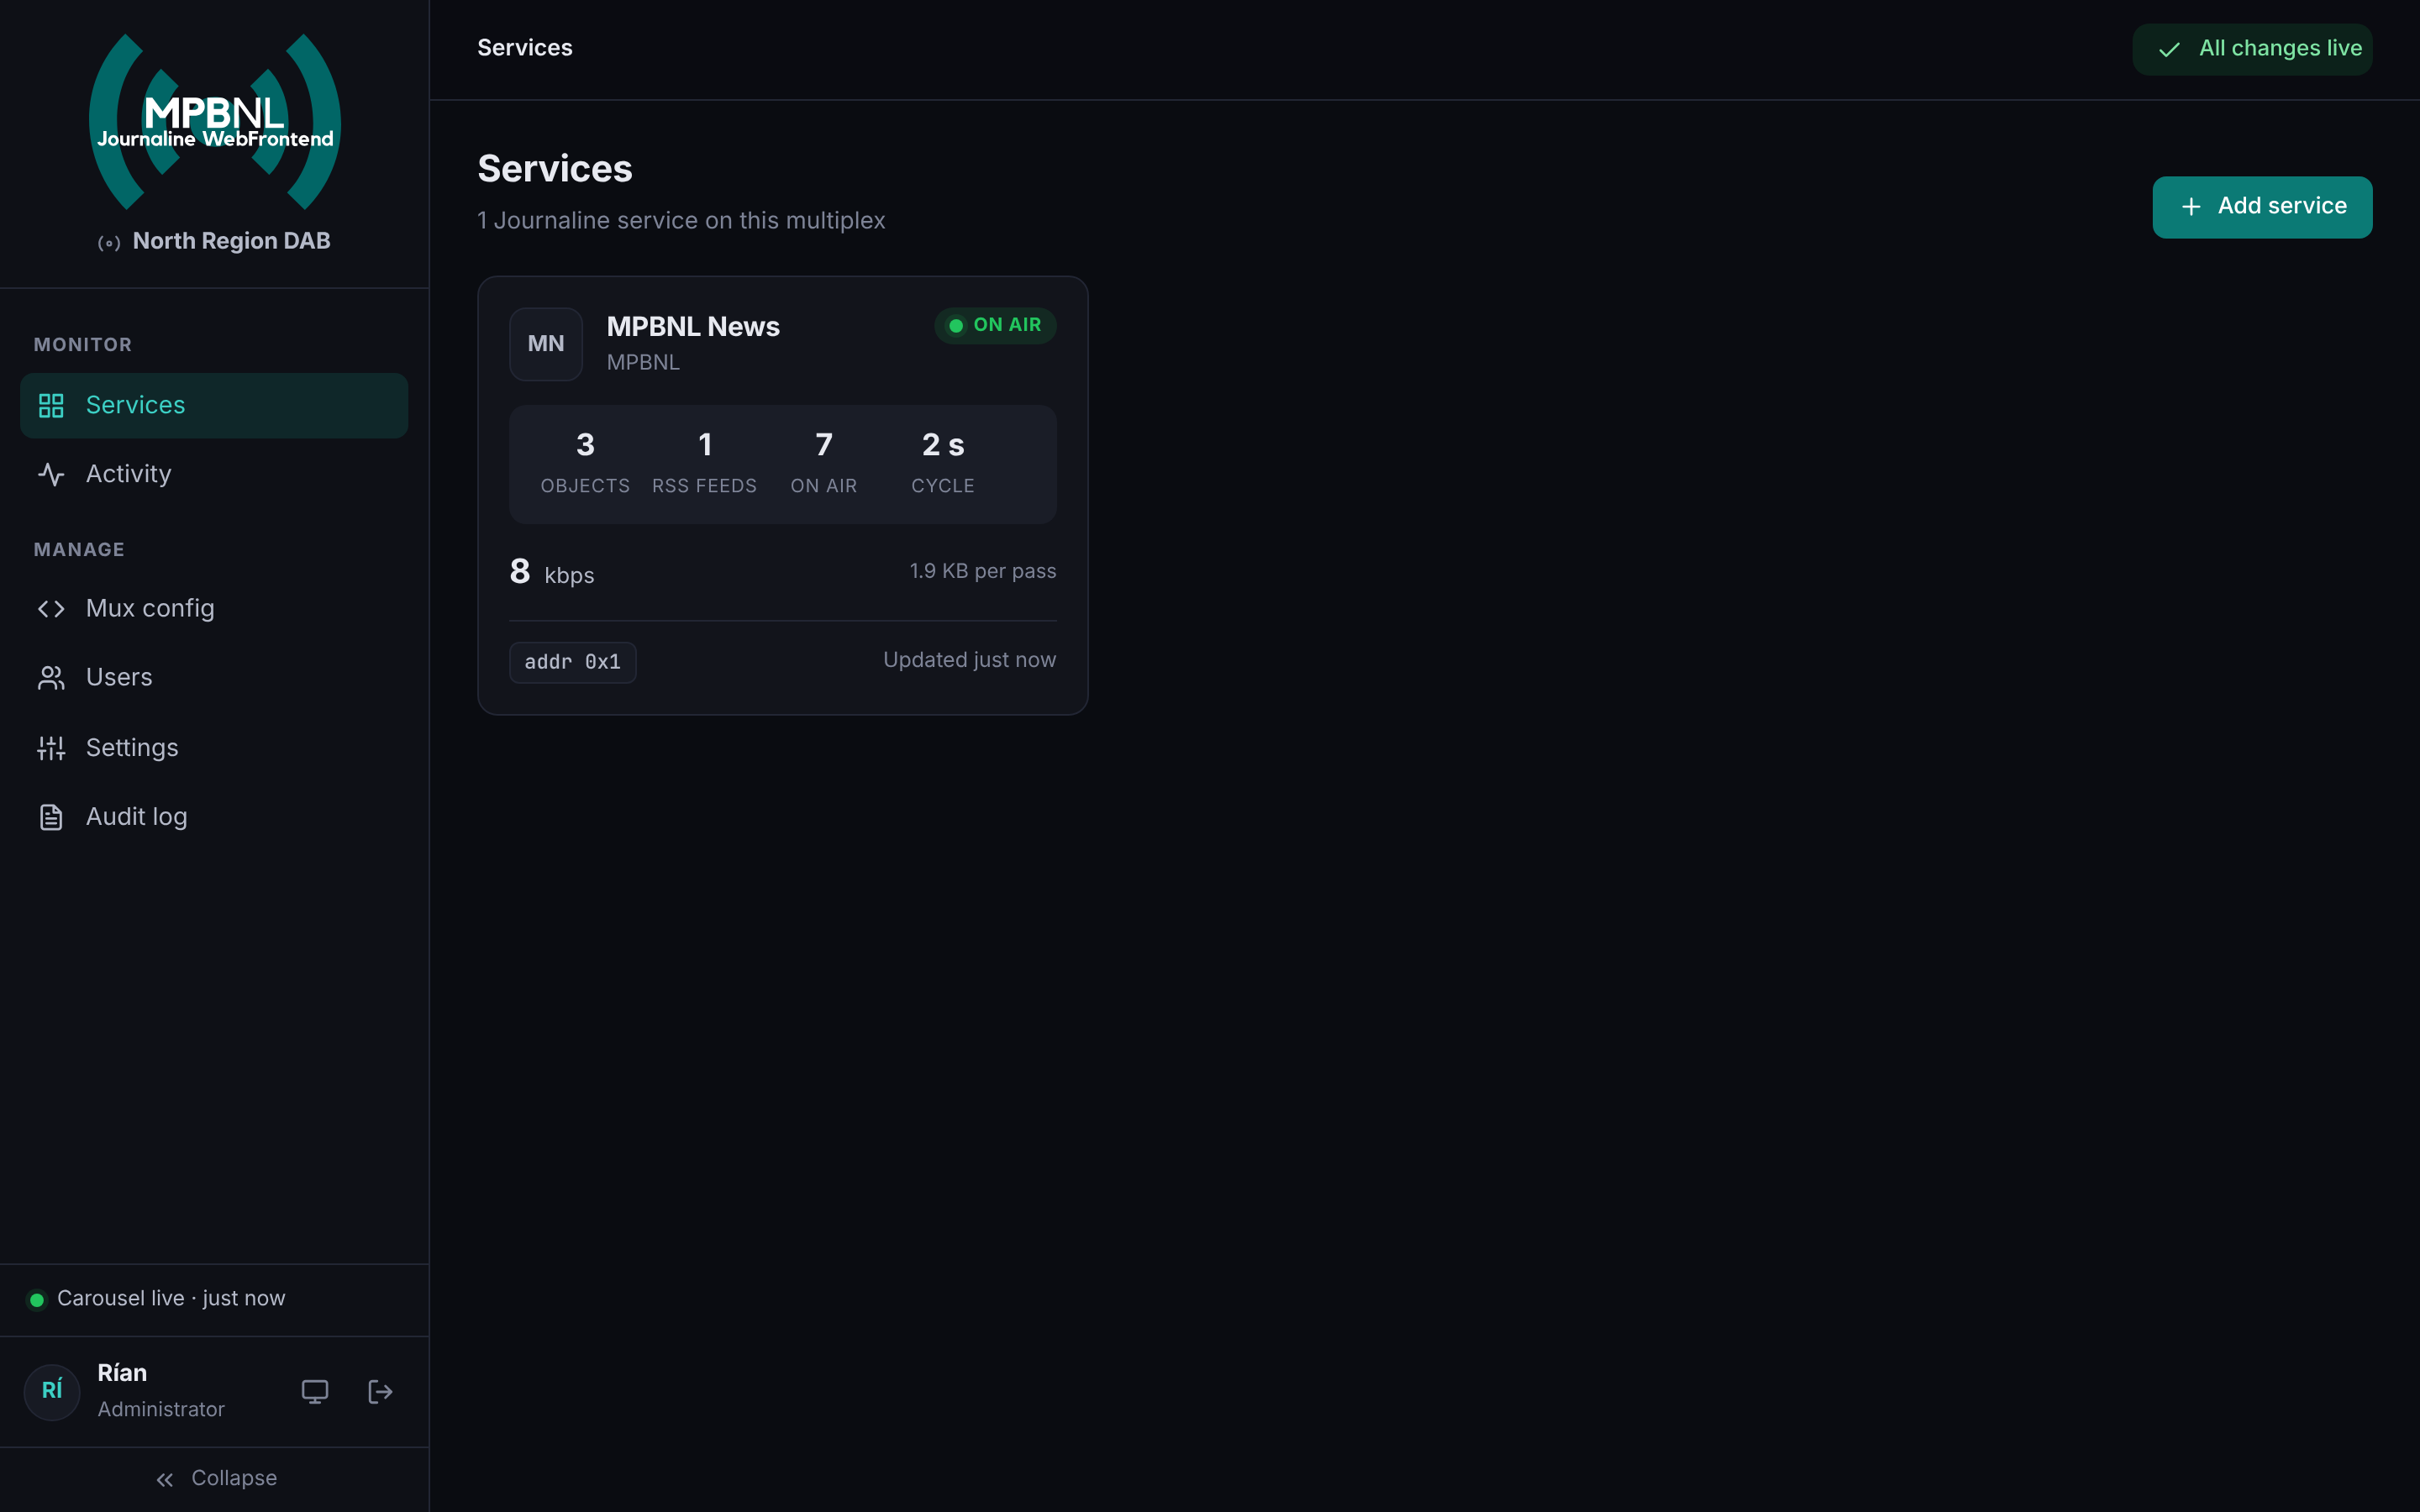 MPBNL
Journaline WebFrontend
North Region DAB
MONITOR
Services
Activity
MANAGE
Mux config
Users
Settings
Audit log
Carousel live · just now
RÍ
Rían
Administrator
Collapse
Services
All changes live
Services
1 Journaline service on this multiplex
Add service
MN
MPBNL News
MPBNL
ON AIR
3 1 7 2 s
OBJECTS RSS FEEDS ON AIR CYCLE
8 kbps
1.9 KB per pass
addr 0x1
Updated just now